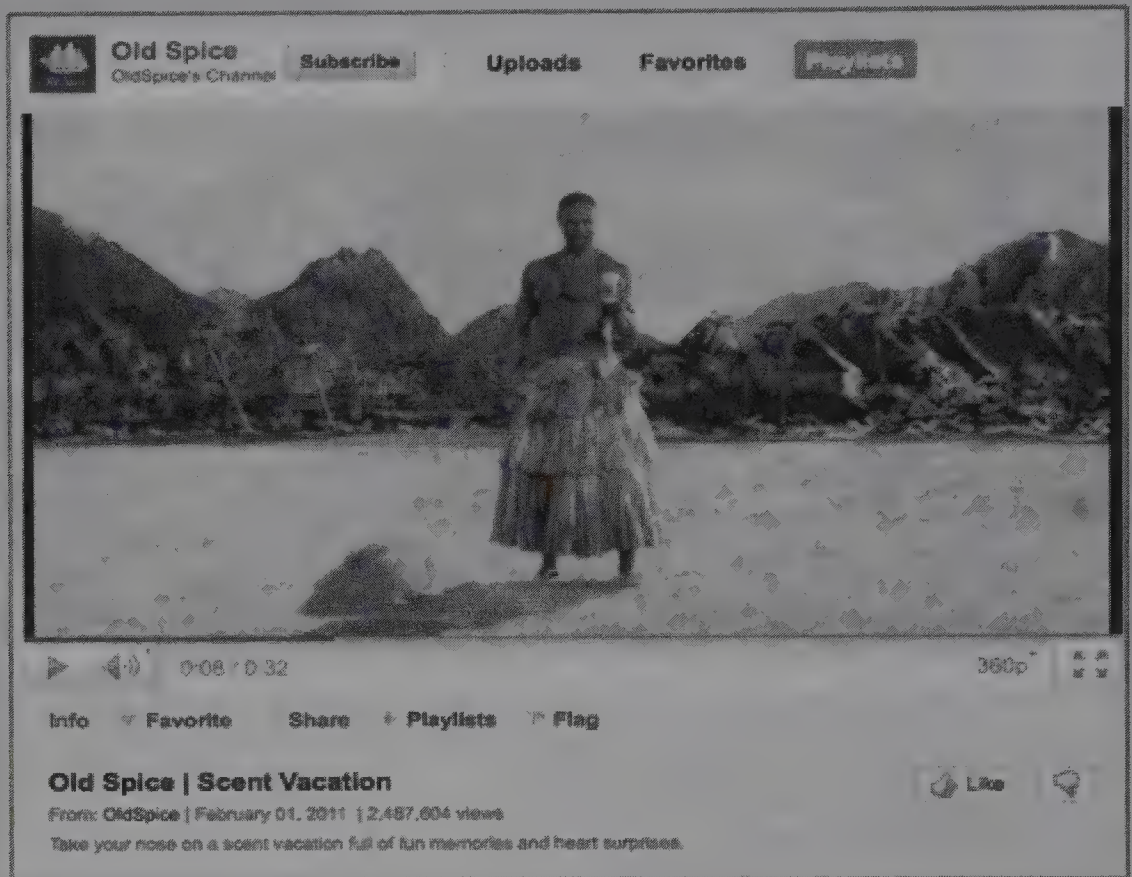 Old Spice
OldSpice's Channel
Subscribe
Uploads
Favorites
0:08 / 0:32
360p
Info
Favorite
Share
Playlists
Flag
Old Spice | Scent Vacation
Like
From: OldSpice | February 01, 2011 | 2,487,604 views
Take your nose on a scent vacation full of fun memories and heart surprises.